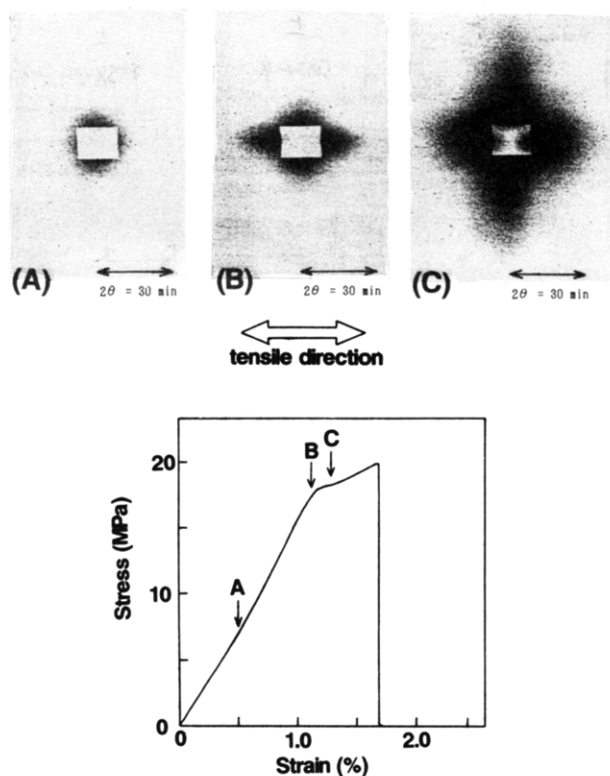 (A)
2θ = 30 min
(B)
2θ = 30 min
(C)
2θ = 30 min
tensile direction
A
B
C
20
10
0
Stress (MPa)
0
1.0
2.0
Strain (%)